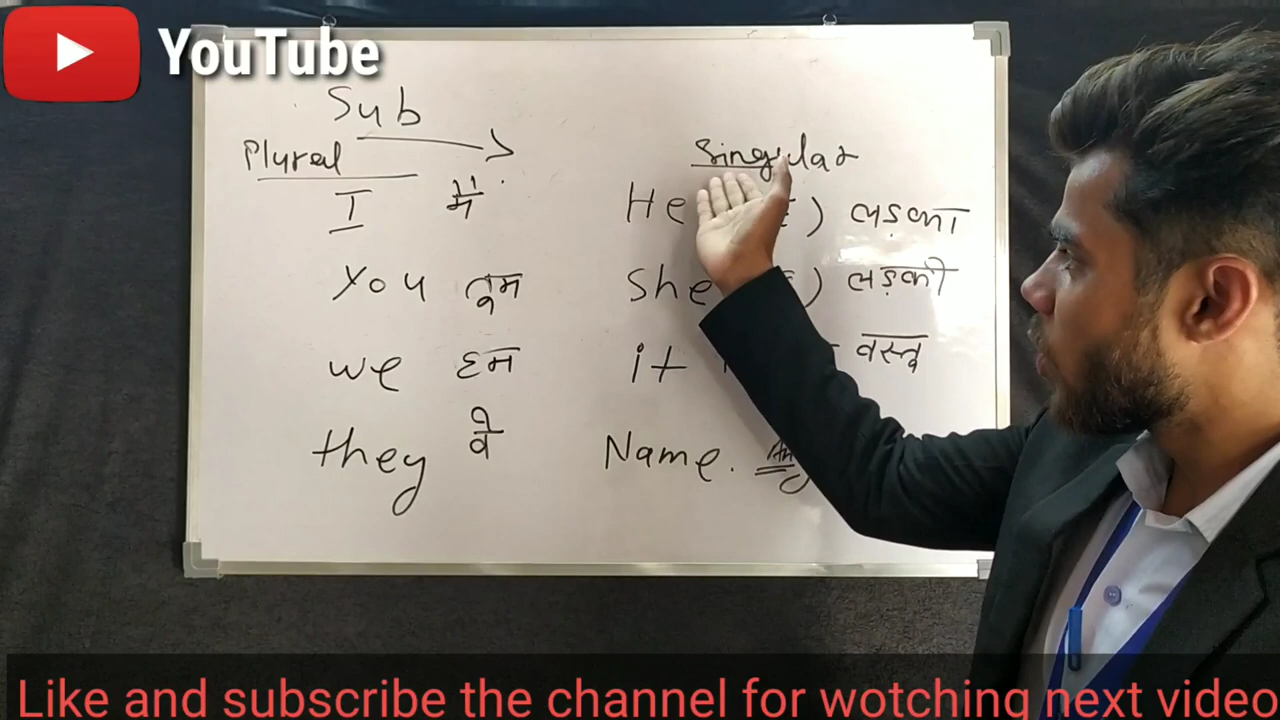 YouTube
Sub
Plural
Singular
I मैं
He ) लड़का
You तुम
She ) लड़की
we हम
it वस्तू
they वे
Name.
Like and subscribe the channel for wotching next video